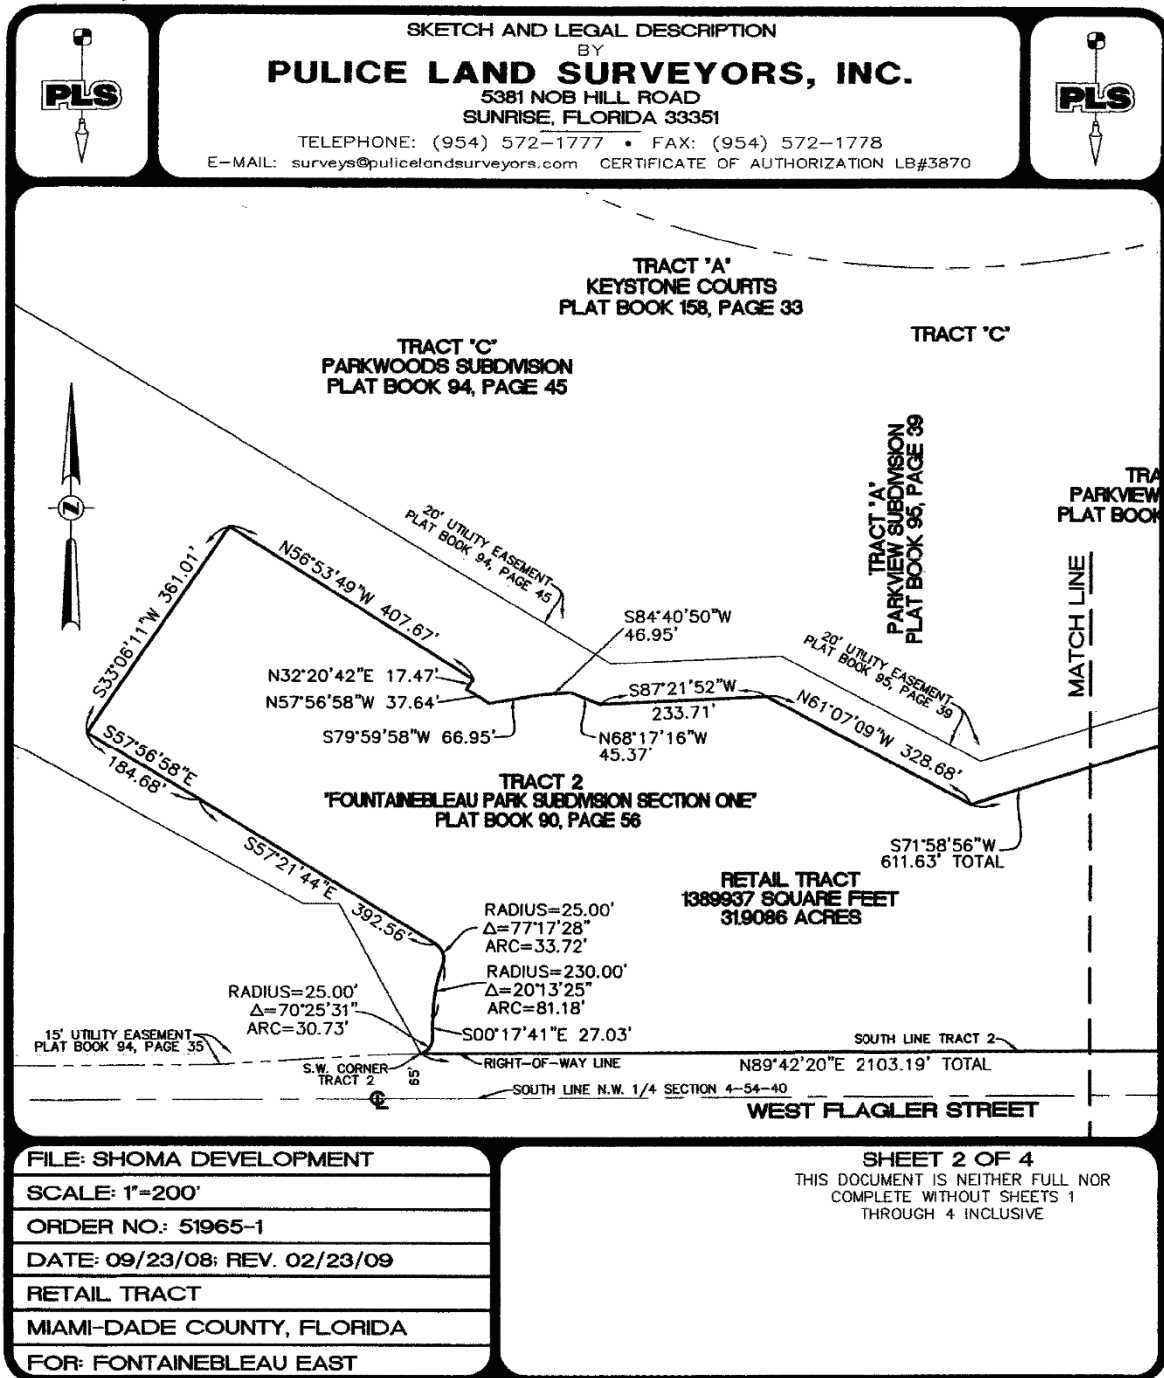 SKETCH AND LEGAL DESCRIPTION
BY
PULICE LAND SURVEYORS, INC.
5381 NOB HILL ROAD
SUNRISE, FLORIDA 33351
TELEPHONE: (954) 572-1777 • FAX: (954) 572-1778
E-MAIL: surveys@pulicelandsurveyors.com CERTIFICATE OF AUTHORIZATION LB#3870
PLS
PLS
TRACT "A"
KEYSTONE COURTS
PLAT BOOK 158, PAGE 33
TRACT "C"
PARKWOODS SUBDIVISION
PLAT BOOK 94, PAGE 45
TRACT "C"
TRACT "A"
PARKVIEW SUBDIVISION
PLAT BOOK 95, PAGE 39
TRA
PARKVIEW
PLAT BOOK
MATCH LINE
Z
20' UTILITY EASEMENT
PLAT BOOK 94, PAGE 45
20' UTILITY EASEMENT
PLAT BOOK 95, PAGE 39
S33°06'11"W 361.01'
N56°53'49"W 407.67'
S84°40'50"W
46.95'
N32°20'42"E 17.47'
N57°56'58"W 37.64'
S79°59'58"W 66.95'
S87°21'52"W
233.71'
N68°17'16"W
45.37'
N61°07'09"W 328.68'
S57°56'58"E
184.68'
TRACT 2
"FOUNTAINEBLEAU PARK SUBDIVISION SECTION ONE"
PLAT BOOK 90, PAGE 56
S71°58'56"W
611.63' TOTAL
S57°21'44"E 392.56'
RETAIL TRACT
1389937 SQUARE FEET
31.9086 ACRES
RADIUS=25.00'
Δ=77°17'28"
ARC=33.72'
RADIUS=230.00'
Δ=20°13'25"
ARC=81.18'
RADIUS=25.00'
Δ=70°25'31"
ARC=30.73'
S00°17'41"E 27.03'
15' UTILITY EASEMENT
PLAT BOOK 94, PAGE 35
SOUTH LINE TRACT 2
S.W. CORNER
TRACT 2
65'
RIGHT-OF-WAY LINE
N89°42'20"E 2103.19' TOTAL
SOUTH LINE N.W. 1/4 SECTION 4-54-40
℄
WEST FLAGLER STREET
FILE: SHOMA DEVELOPMENT
SCALE: 1"=200'
ORDER NO.: 51965-1
DATE: 09/23/08; REV. 02/23/09
RETAIL TRACT
MIAMI-DADE COUNTY, FLORIDA
FOR: FONTAINEBLEAU EAST
SHEET 2 OF 4
THIS DOCUMENT IS NEITHER FULL NOR
COMPLETE WITHOUT SHEETS 1
THROUGH 4 INCLUSIVE